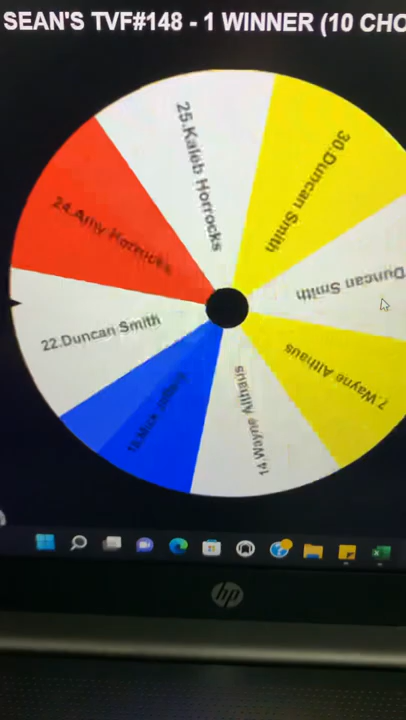 SEAN'S TVF#148 - 1 WINNER (10 CHO
25.Kaleb Horrocks
30.Duncan Smith
24.Amy Horrocks
Duncan Smith
22.Duncan Smith
7.Wayne Althaus
14.Wayne Althaus
hp